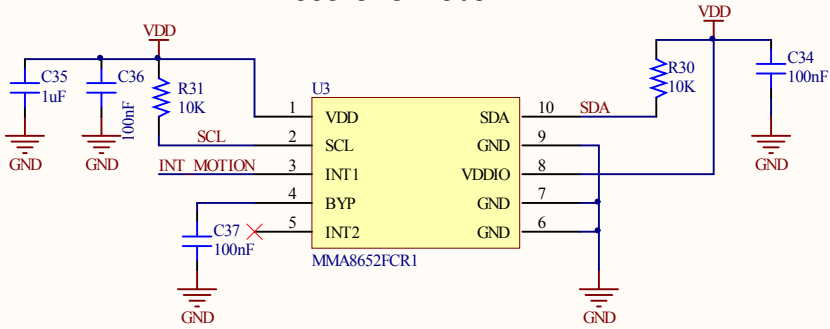 VDD
C35
1uF
C36
100nF
R31
10K
GND
GND
SCL
INT_MOTION
C37
100nF
GND
U3
1
VDD
2
SCL
3
INT1
4
BYP
5
INT2
10
SDA
9
GND
8
VDDIO
7
GND
6
GND
MMA8652FCR1
SDA
VDD
R30
10K
C34
100nF
GND
GND